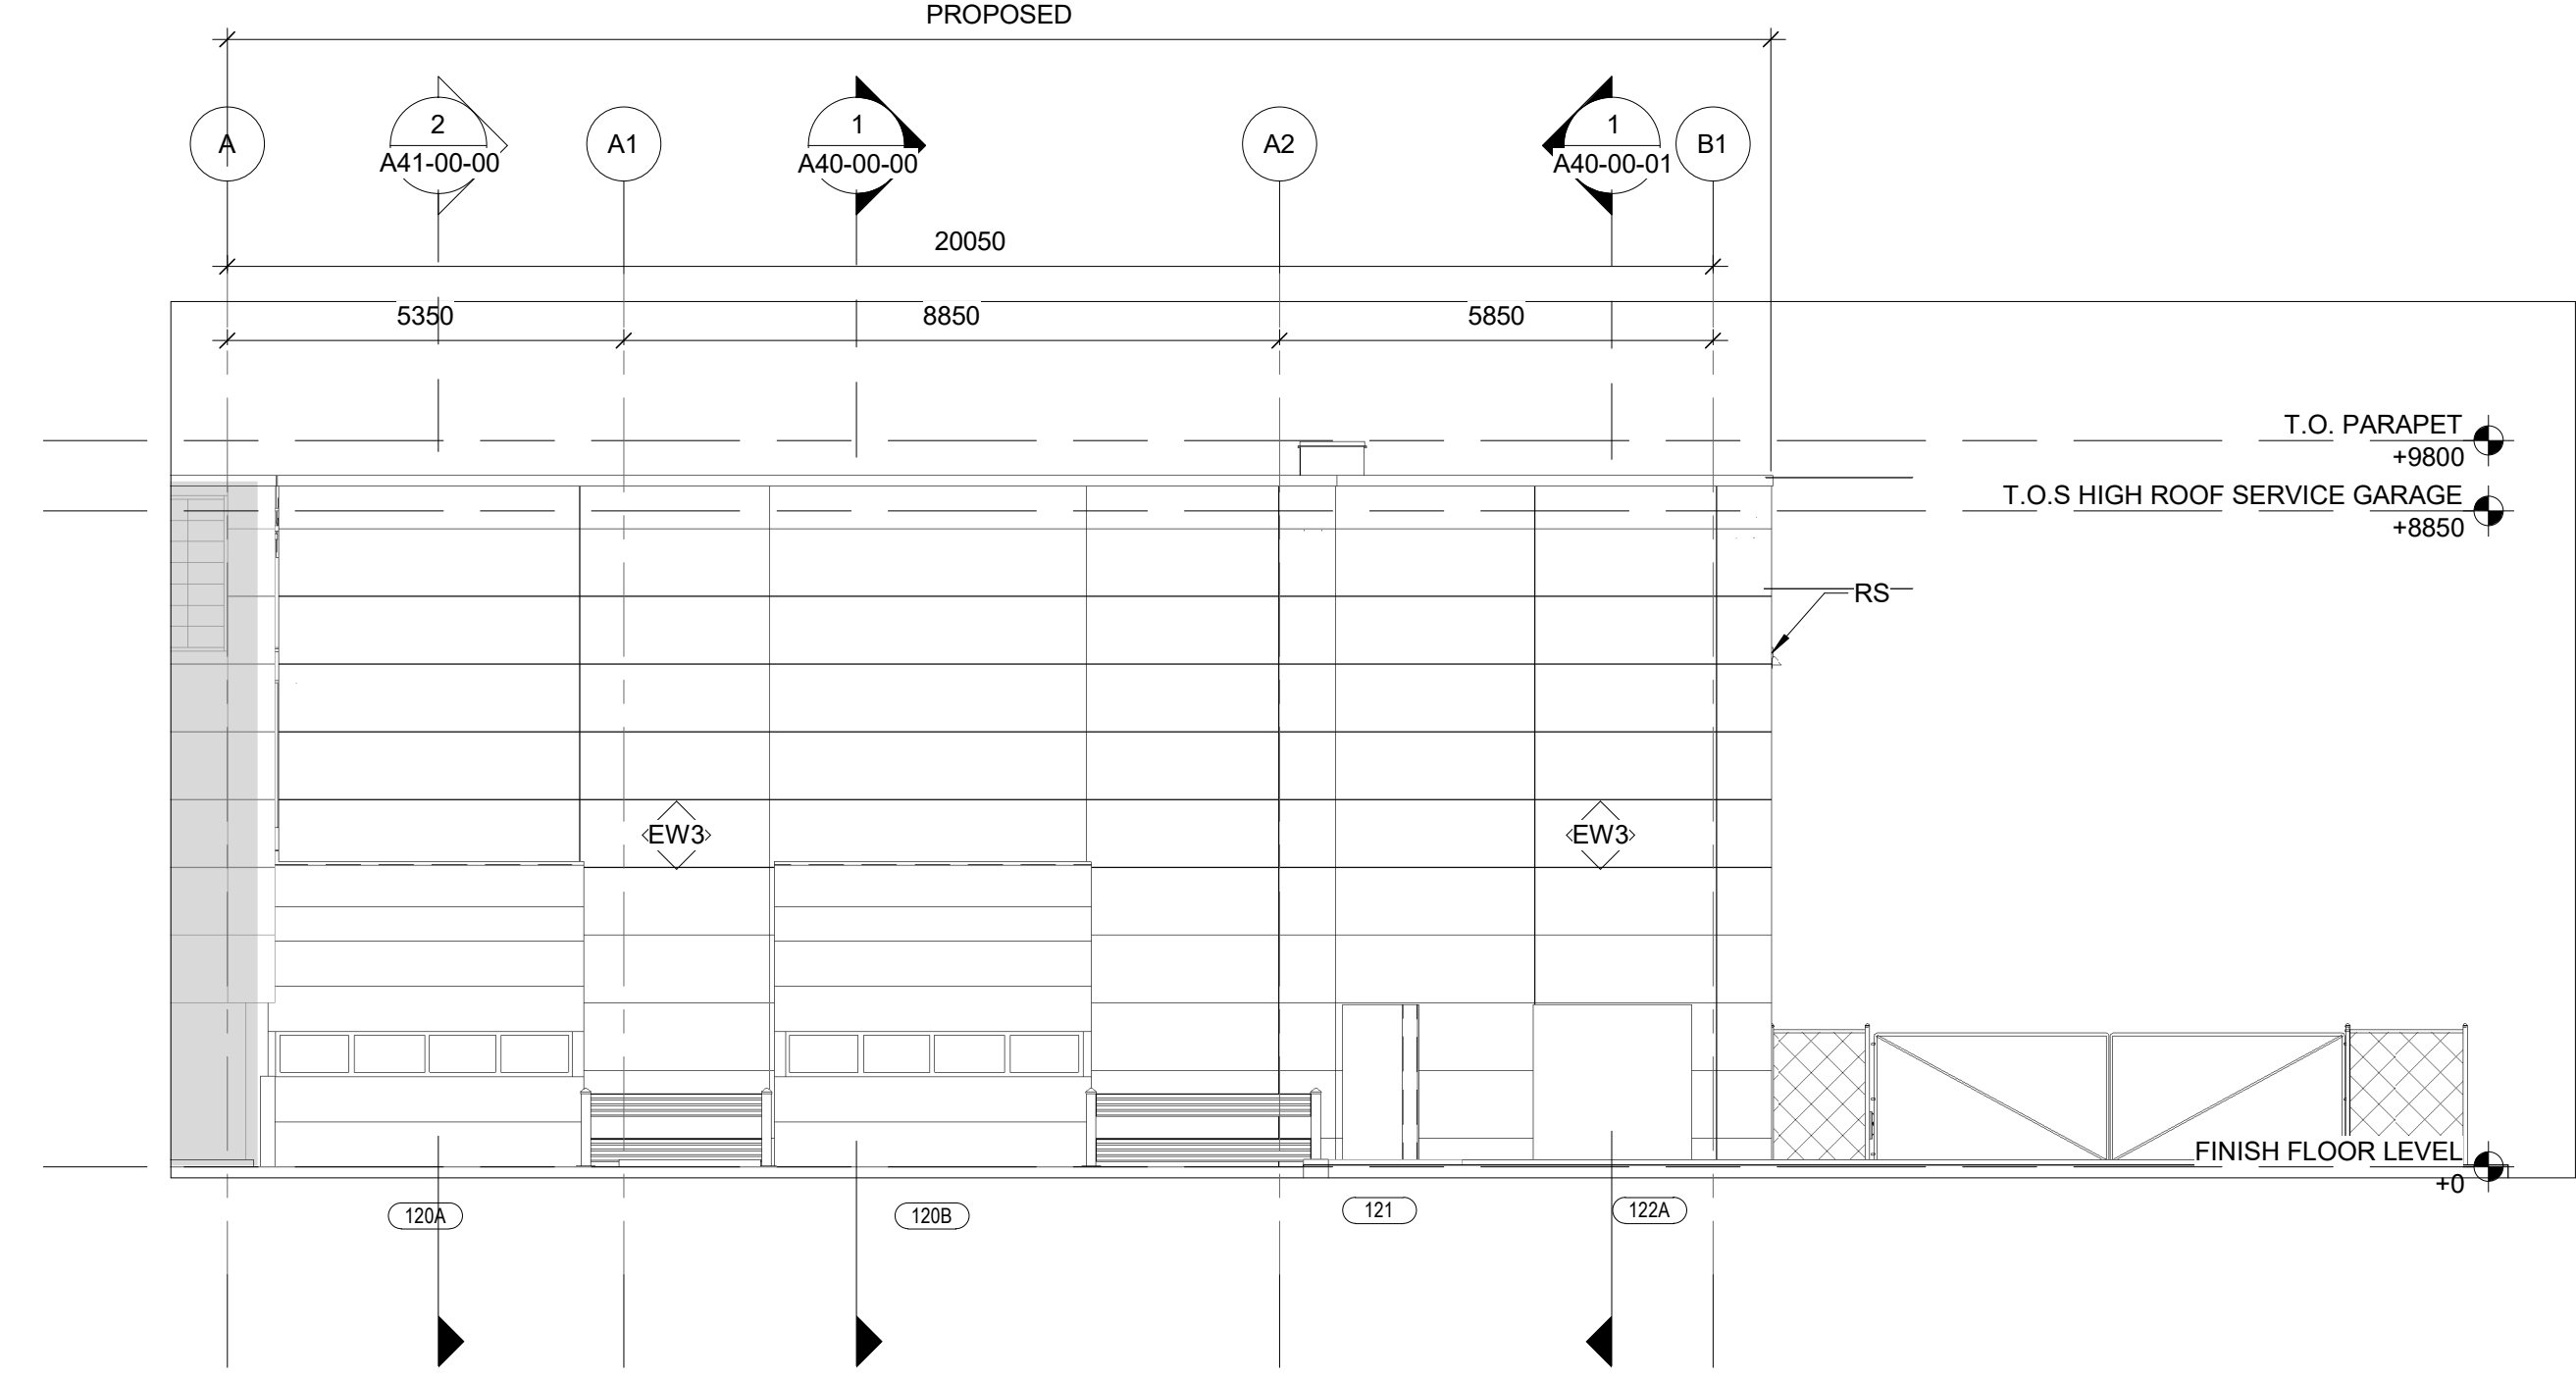 PROPOSED
A
2
A41-00-00
A1
1
A40-00-00
A2
1
A40-00-01
B1
20050
5350
8850
5850
T.O. PARAPET
+9800
T.O.S HIGH ROOF SERVICE GARAGE
+8850
RS
EW3
EW3
FINISH FLOOR LEVEL
+0
120A
120B
121
122A